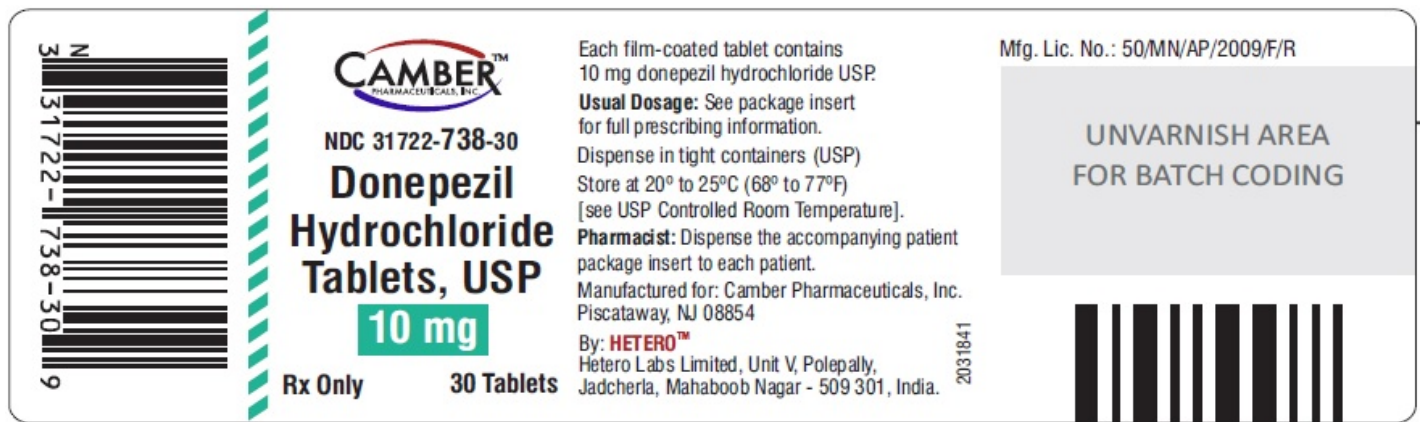 N
3 31722-738-30 9
CAMBER™
PHARMACEUTICALS, INC.
NDC 31722-738-30
Donepezil
Hydrochloride
Tablets, USP
10 mg
Rx Only 30 Tablets
Each film-coated tablet contains
10 mg donepezil hydrochloride USP.
Usual Dosage: See package insert
for full prescribing information.
Dispense in tight containers (USP)
Store at 20º to 25ºC (68º to 77ºF)
[see USP Controlled Room Temperature].
Pharmacist: Dispense the accompanying patient
package insert to each patient.
Manufactured for: Camber Pharmaceuticals, Inc.
Piscataway, NJ 08854
By: HETERO™
Hetero Labs Limited, Unit V, Polepally,
Jadcherla, Mahaboob Nagar - 509 301, India.
2031841
Mfg. Lic. No.: 50/MN/AP/2009/F/R
UNVARNISH AREA
FOR BATCH CODING